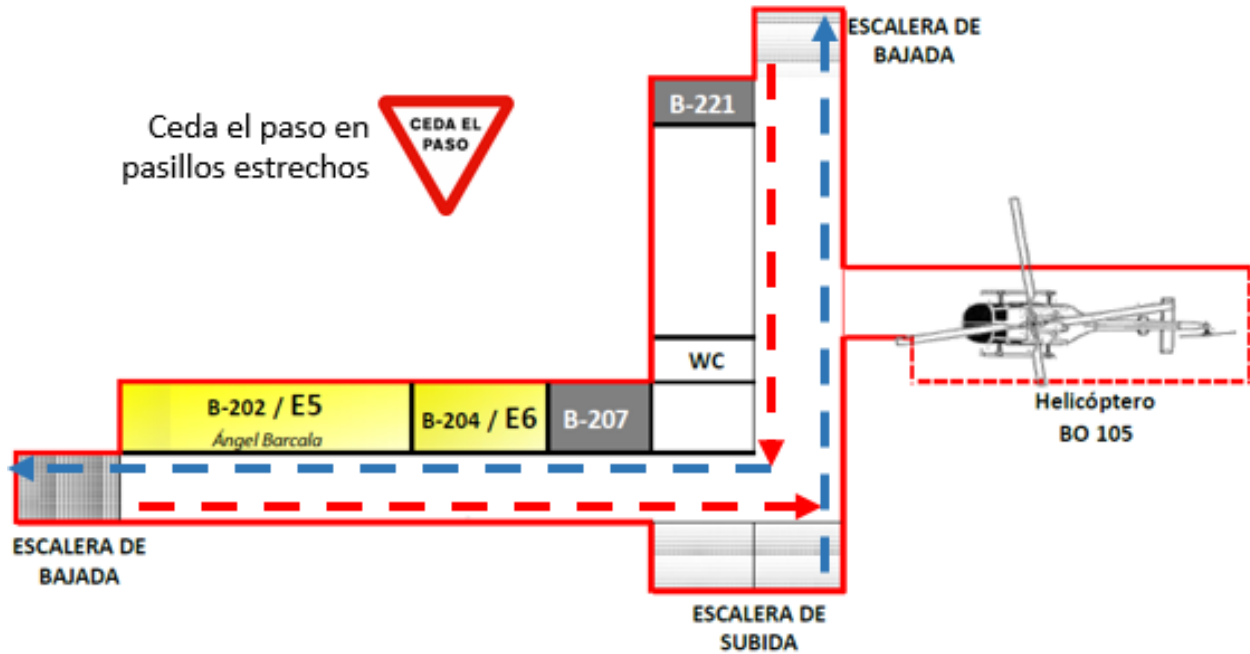 ESCALERA DE
BAJADA
B-221
Ceda el paso en
pasillos estrechos
CEDA EL
PASO
WC
B-202 / E5
Ángel Barcala
B-204 / E6
B-207
Helicóptero
BO 105
ESCALERA DE
BAJADA
ESCALERA DE
SUBIDA